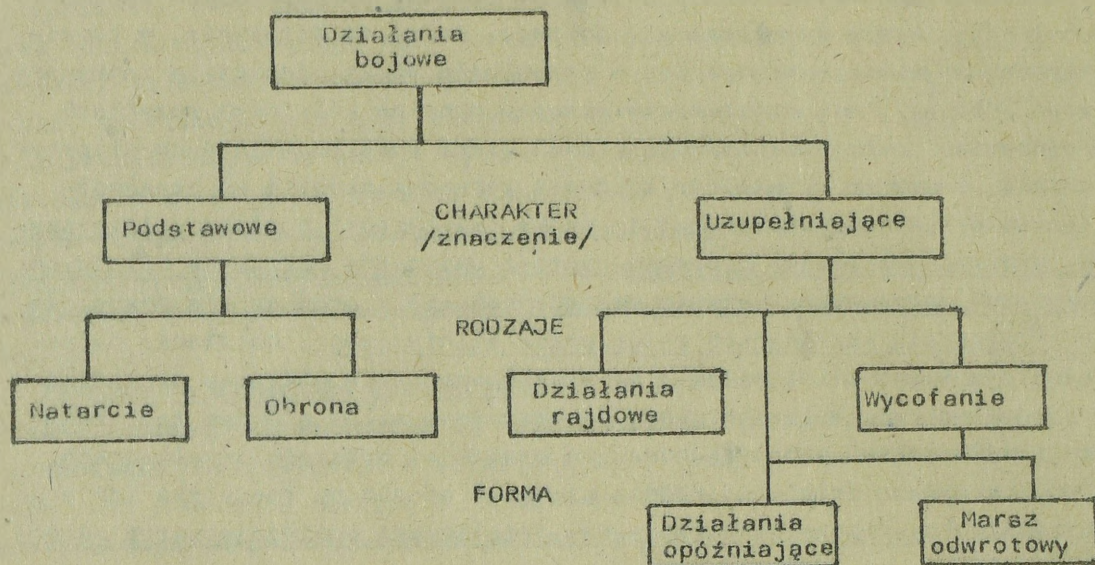 Działania
bojowe
Podstawowe
CHARAKTER
/znaczenie/
Uzupełniające
RODZAJE
Natarcie
Obrona
Działania
rajdowe
Wycofanie
FORMA
Działania
opóźniające
Marsz
odwrotowy